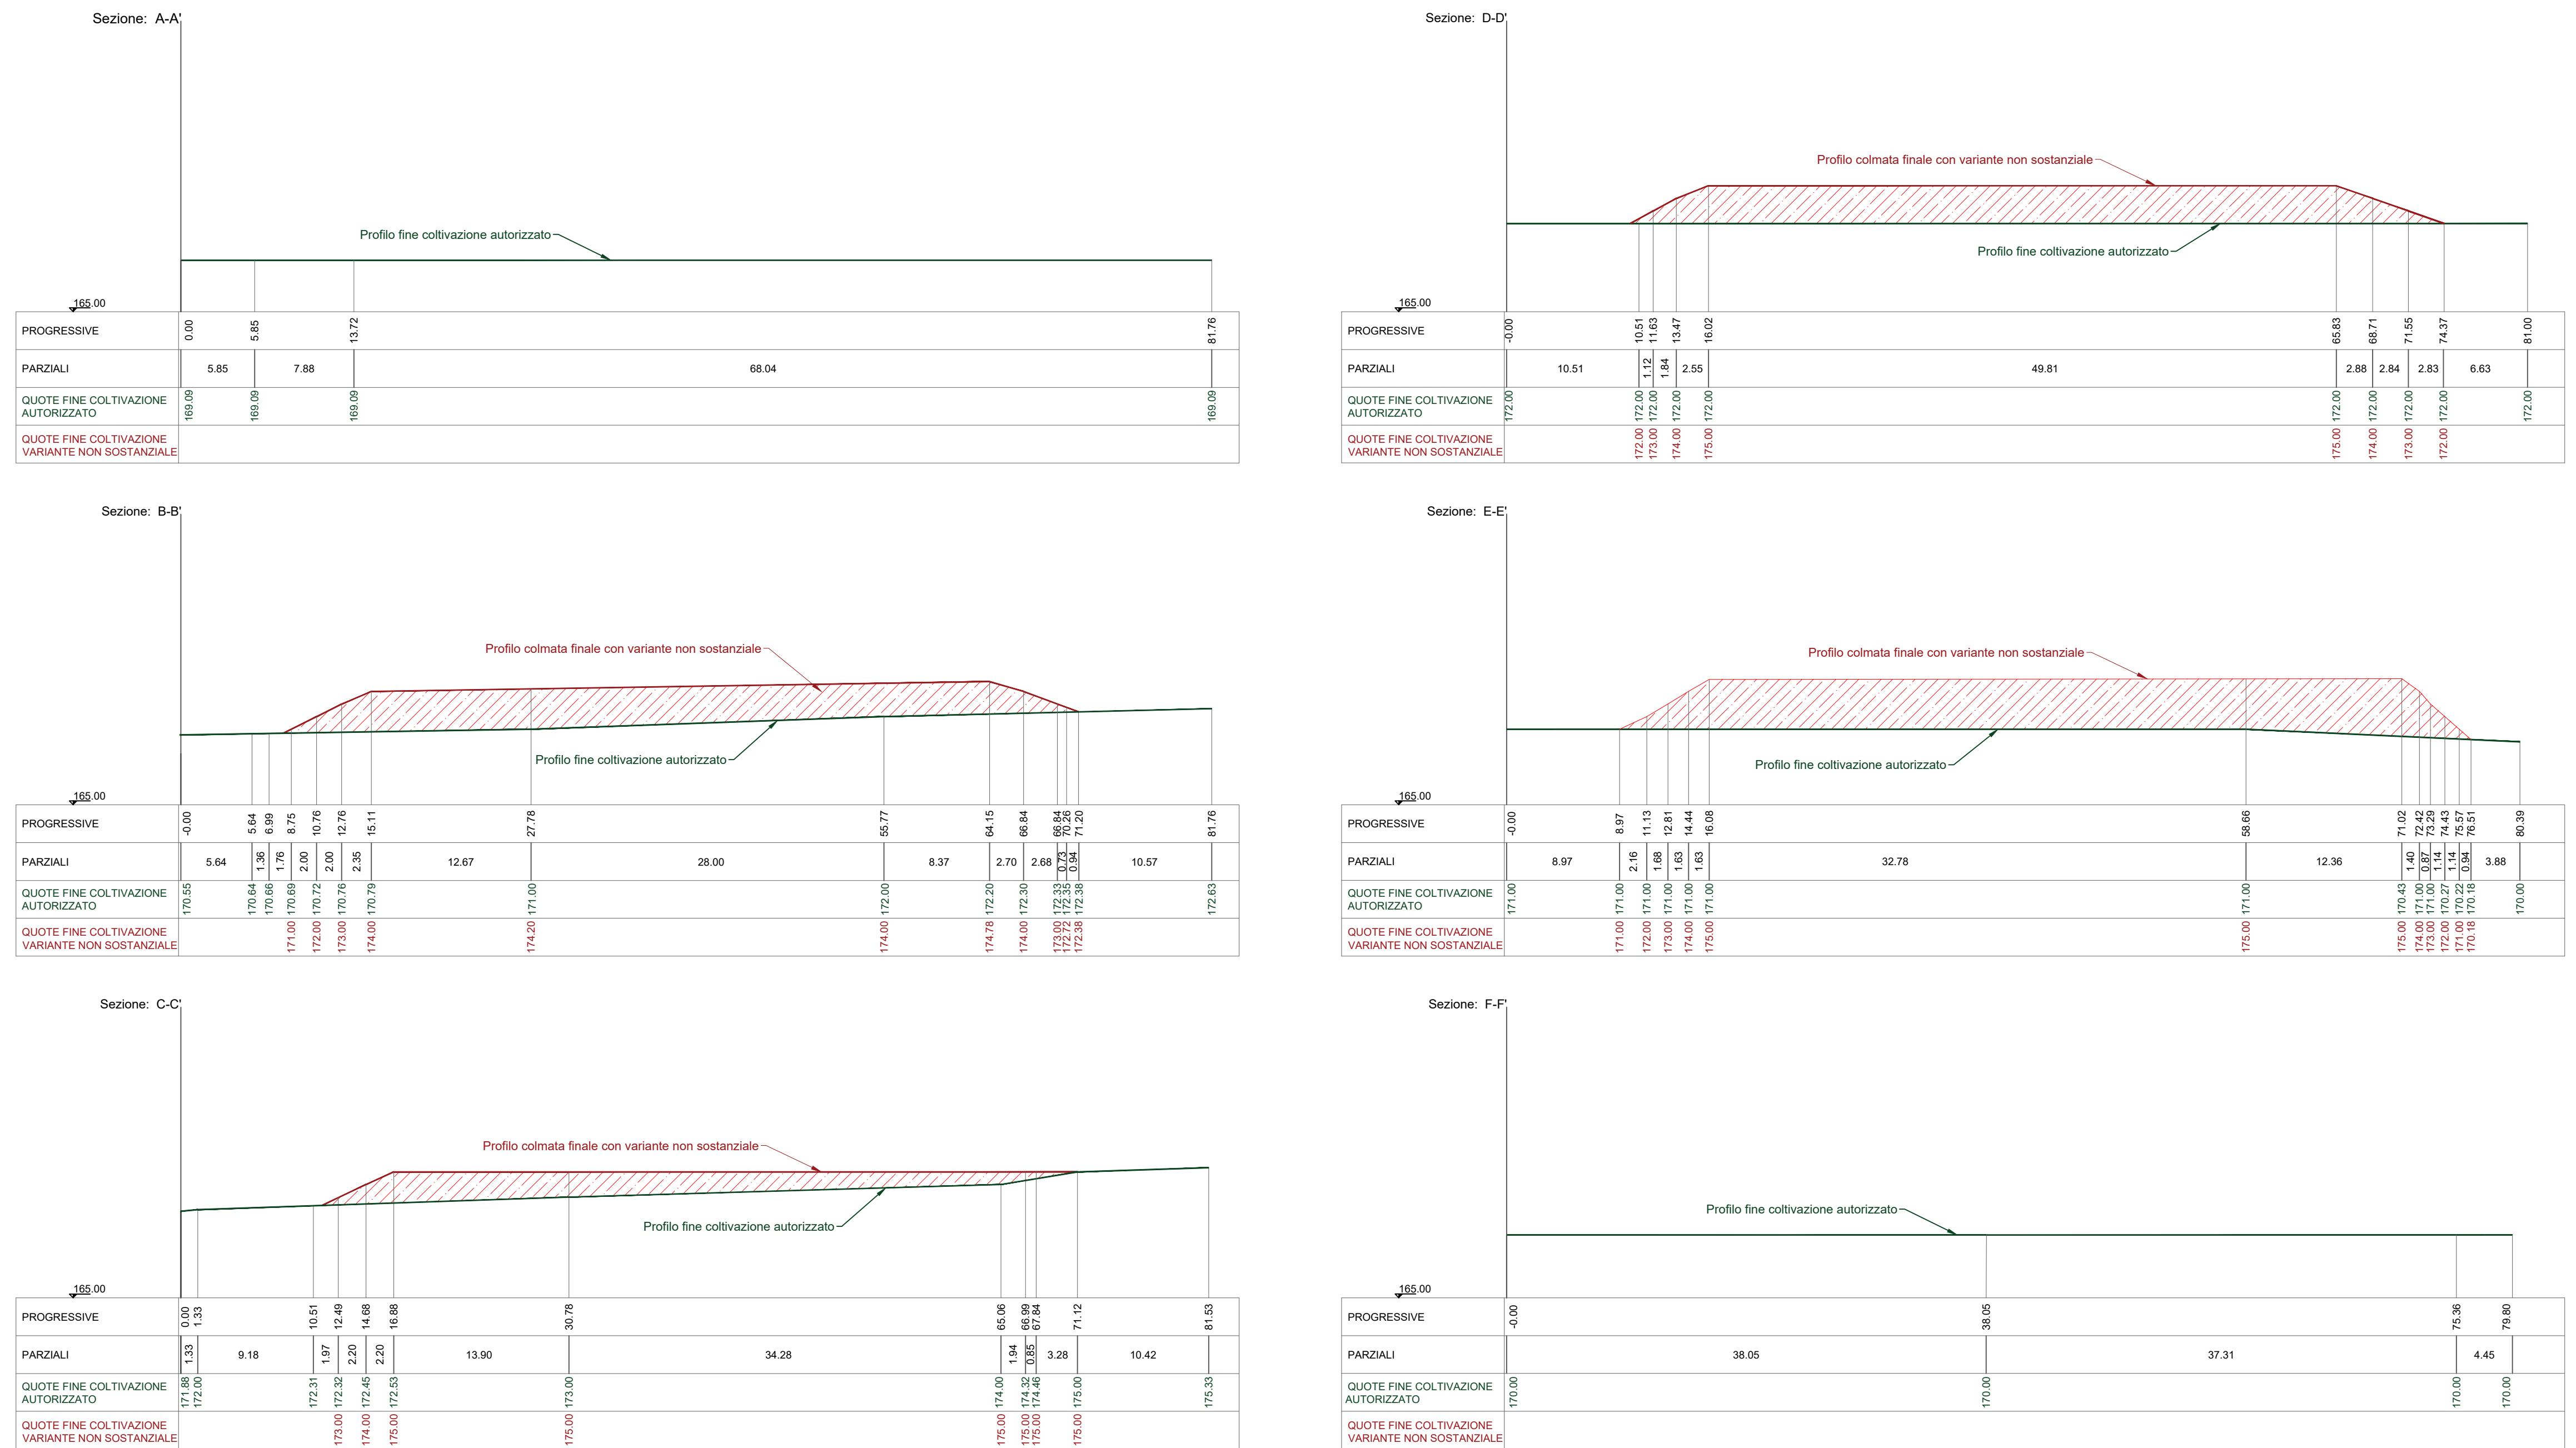 Sezione: A-A'
Profilo fine coltivazione autorizzato
165.00
PROGRESSIVE 0.00 5.85 13.72 81.76
PARZIALI 5.85 7.88 68.04
QUOTE FINE COLTIVAZIONE
AUTORIZZATO 169.09 169.09 169.09 169.09
QUOTE FINE COLTIVAZIONE
VARIANTE NON SOSTANZIALE
Sezione: D-D'
Profilo colmata finale con variante non sostanziale
Profilo fine coltivazione autorizzato
165.00
PROGRESSIVE -0.00 10.51 11.63 13.47 16.02 65.83 68.71 71.55 74.37 81.00
PARZIALI 10.51 1.12 1.84 2.55 49.81 2.88 2.84 2.83 6.63
QUOTE FINE COLTIVAZIONE
AUTORIZZATO 172.00 172.00 172.00 172.00 172.00 172.00 172.00 172.00 172.00 172.00
QUOTE FINE COLTIVAZIONE
VARIANTE NON SOSTANZIALE 172.00 173.00 174.00 175.00 175.00 174.00 173.00 172.00
Sezione: B-B'
Profilo colmata finale con variante non sostanziale
Profilo fine coltivazione autorizzato
165.00
PROGRESSIVE -0.00 5.64 6.99 8.75 10.76 12.76 15.11 27.78 55.77 64.15 66.84 66.84 70.26 71.20 81.76
PARZIALI 5.64 1.36 1.76 2.00 2.00 2.35 12.67 28.00 8.37 2.70 2.68 0.73 0.94 10.57
QUOTE FINE COLTIVAZIONE
AUTORIZZATO 170.55 170.64 170.66 170.69 170.72 170.76 170.79 171.00 172.00 172.20 172.30 172.33 172.35 172.38 172.63
QUOTE FINE COLTIVAZIONE
VARIANTE NON SOSTANZIALE 171.00 172.00 173.00 174.00 174.20 174.00 174.78 174.00 173.00 172.72 172.38
Sezione: E-E'
Profilo colmata finale con variante non sostanziale
Profilo fine coltivazione autorizzato
165.00
PROGRESSIVE -0.00 8.97 11.13 12.81 14.44 16.08 58.66 71.02 72.42 73.29 74.43 75.57 76.51 80.39
PARZIALI 8.97 2.16 1.68 1.63 1.63 32.78 12.36 1.40 0.87 1.14 1.14 0.94 3.88
QUOTE FINE COLTIVAZIONE
AUTORIZZATO 171.00 171.00 171.00 171.00 171.00 171.00 171.00 170.43 171.00 171.00 170.27 170.22 170.18 170.00
QUOTE FINE COLTIVAZIONE
VARIANTE NON SOSTANZIALE 171.00 172.00 173.00 174.00 175.00 175.00 175.00 174.00 173.00 172.00 171.00 170.18
Sezione: C-C'
Profilo colmata finale con variante non sostanziale
Profilo fine coltivazione autorizzato
165.00
PROGRESSIVE 0.00 1.33 10.51 12.49 14.68 16.88 30.78 65.06 66.99 67.84 71.12 81.53
PARZIALI 1.33 9.18 1.97 2.20 2.20 13.90 34.28 1.94 0.85 3.28 10.42
QUOTE FINE COLTIVAZIONE
AUTORIZZATO 171.88 172.00 172.31 172.32 172.45 172.53 173.00 174.00 174.32 174.46 175.00 175.33
QUOTE FINE COLTIVAZIONE
VARIANTE NON SOSTANZIALE 173.00 174.00 175.00 175.00 175.00 175.00 175.00 175.00
Sezione: F-F'
Profilo fine coltivazione autorizzato
165.00
PROGRESSIVE -0.00 38.05 75.36 79.80
PARZIALI 38.05 37.31 4.45
QUOTE FINE COLTIVAZIONE
AUTORIZZATO 170.00 170.00 170.00 170.00
QUOTE FINE COLTIVAZIONE
VARIANTE NON SOSTANZIALE